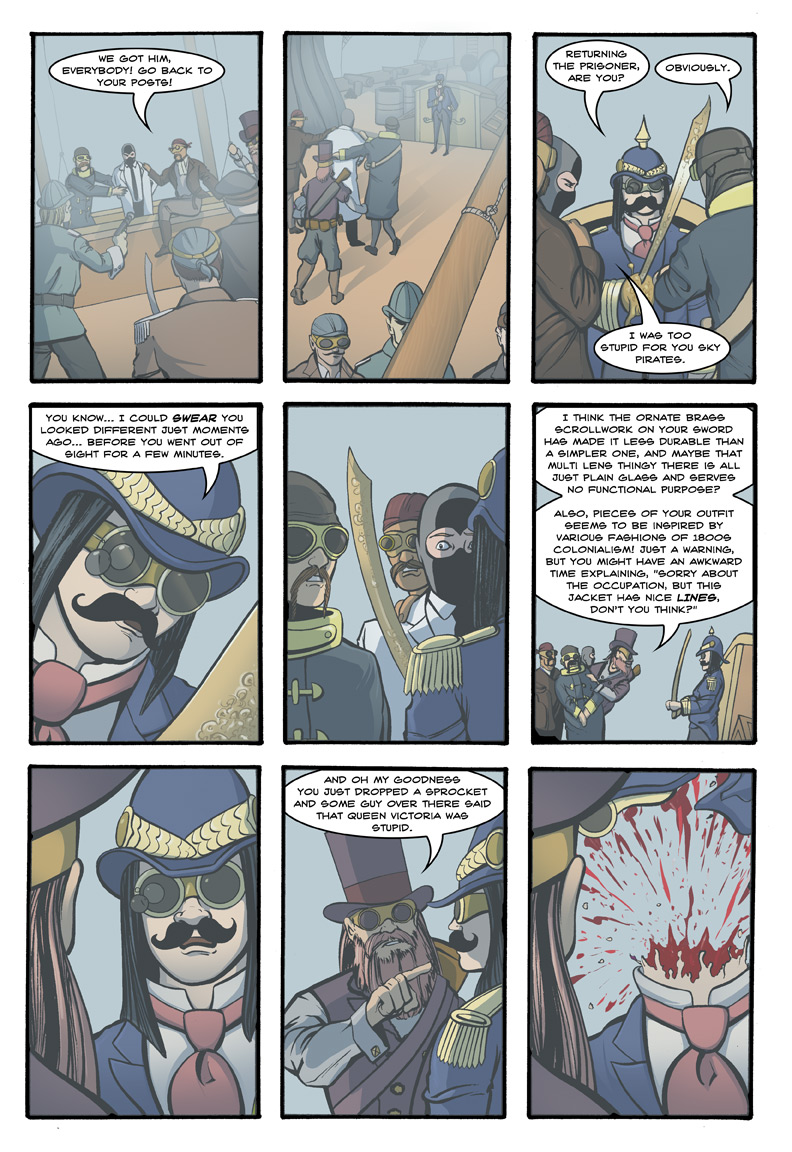 WE GOT HIM,
EVERYBODY! GO BACK TO
YOUR POSTS!
RETURNING
THE PRISONER,
ARE YOU?
OBVIOUSLY.
I WAS TOO
STUPID FOR YOU SKY
PIRATES.
YOU KNOW... I COULD SWEAR YOU
LOOKED DIFFERENT JUST MOMENTS
AGO... BEFORE YOU WENT OUT OF
SIGHT FOR A FEW MINUTES.
I THINK THE ORNATE BRASS
SCROLLWORK ON YOUR SWORD
HAS MADE IT LESS DURABLE THAN
A SIMPLER ONE, AND MAYBE THAT
MULTI LENS THINGY THERE IS ALL
JUST PLAIN GLASS AND SERVES
NO FUNCTIONAL PURPOSE?
ALSO, PIECES OF YOUR OUTFIT
SEEMS TO BE INSPIRED BY
VARIOUS FASHIONS OF 1800S
COLONIALISM! JUST A WARNING,
BUT YOU MIGHT HAVE AN AWKWARD
TIME EXPLAINING, "SORRY ABOUT
THE OCCUPATION, BUT THIS
JACKET HAS NICE LINES,
DON'T YOU THINK?"
AND OH MY GOODNESS
YOU JUST DROPPED A SPROCKET
AND SOME GUY OVER THERE SAID
THAT QUEEN VICTORIA WAS
STUPID.